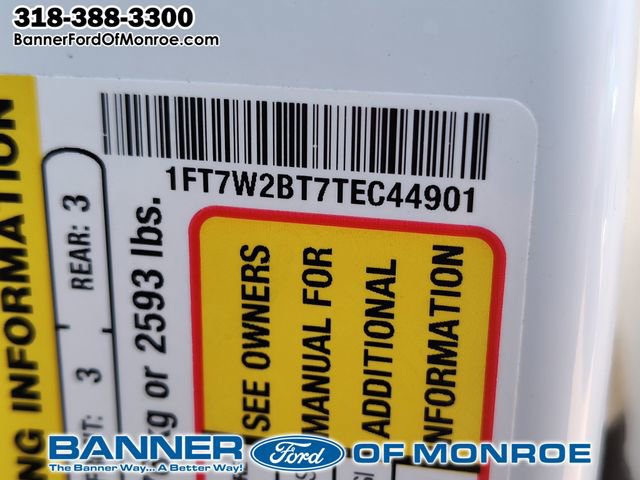 318-388-3300
BannerFordOfMonroe.com
1FT7W2BT7TEC44901
REAR: 3
3
kg or 2593 lbs.
INFORMATION
SEE OWNERS
MANUAL FOR
ADDITIONAL
INFORMATION
BANNER Ford OF MONROE
The Banner Way... A Better Way!